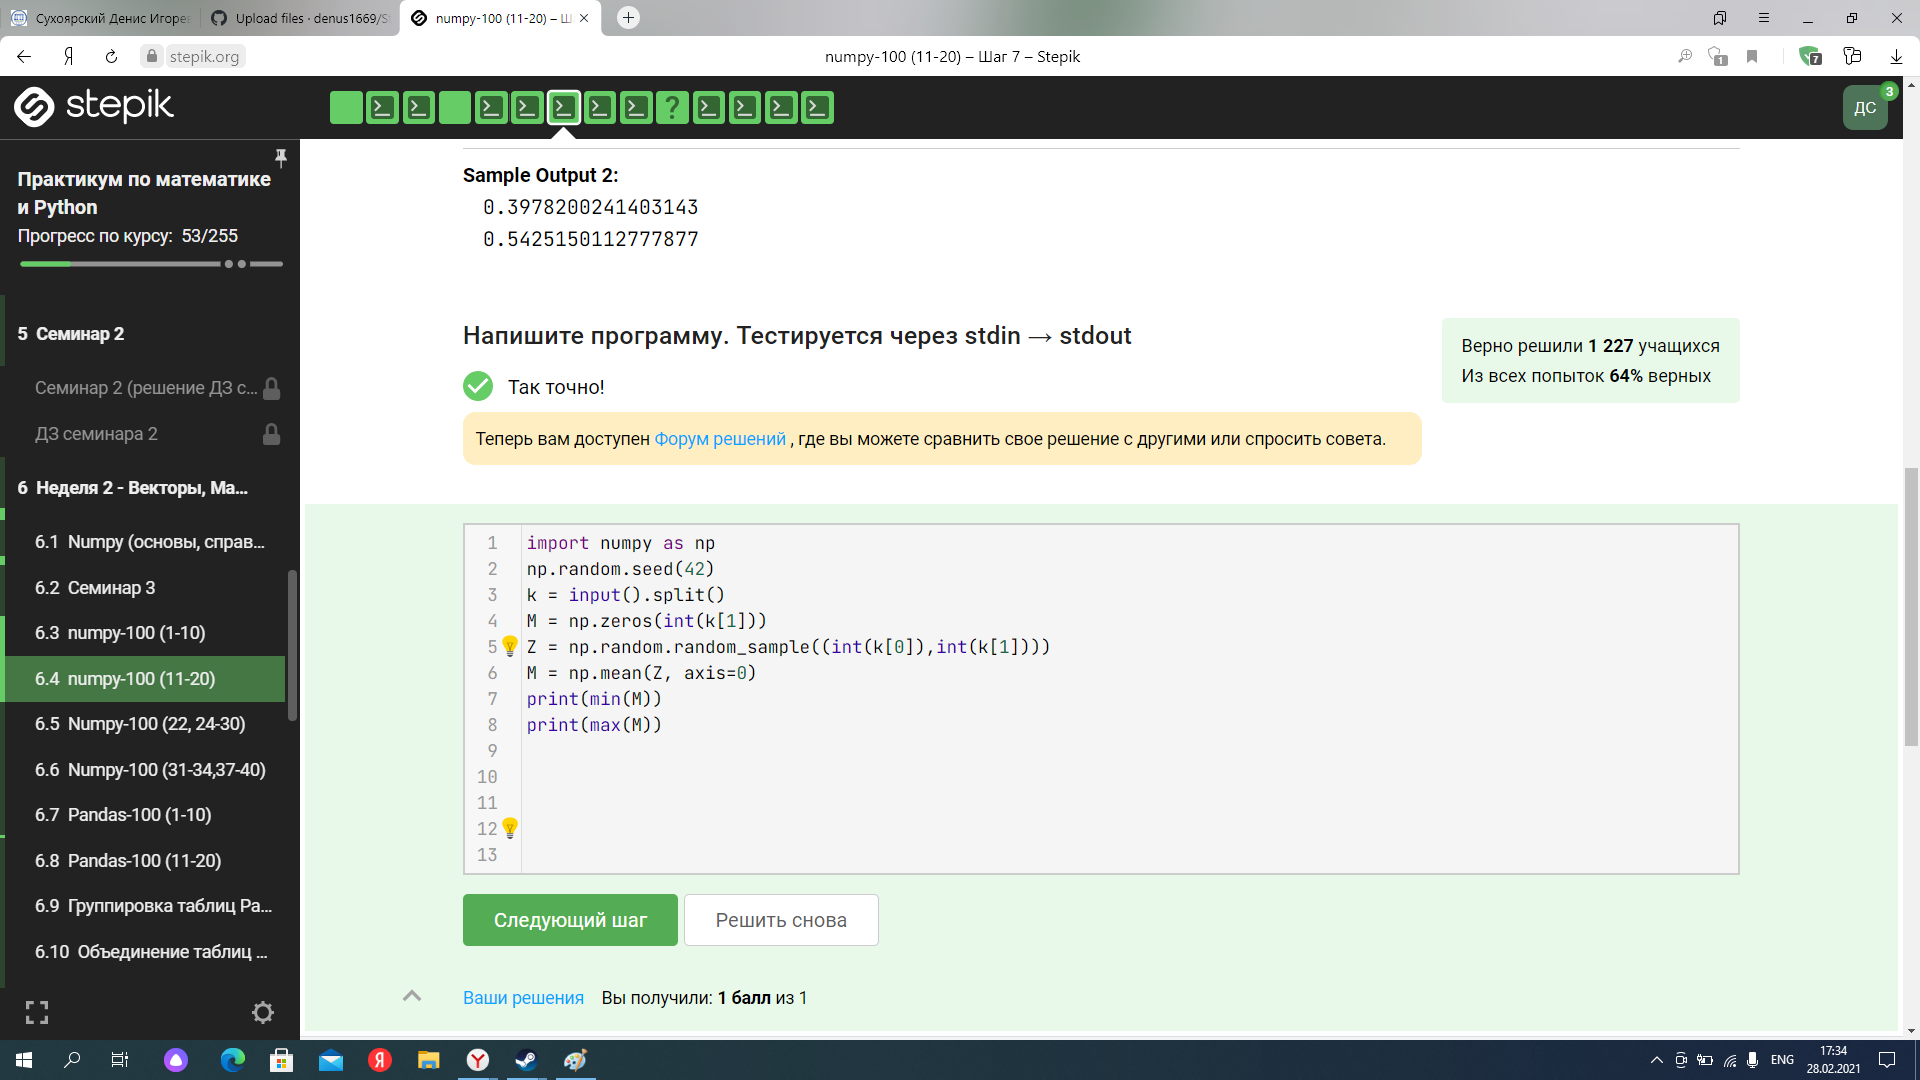 Сухоярский Денис Игорев
Upload files · denus1669/S
numpy-100 (11-20) – Ш
Я
stepik.org
numpy-100 (11-20) – Шаг 7 – Stepik
1
7
stepik
?
ДС
3
Практикум по математике
и Python
Прогресс по курсу: 53/255
5 Семинар 2
Семинар 2 (решение ДЗ с...
ДЗ семинара 2
6 Неделя 2 - Векторы, Ма...
6.1 Numpy (основы, справ...
6.2 Семинар 3
6.3 numpy-100 (1-10)
6.4 numpy-100 (11-20)
6.5 Numpy-100 (22, 24-30)
6.6 Numpy-100 (31-34,37-40)
6.7 Pandas-100 (1-10)
6.8 Pandas-100 (11-20)
6.9 Группировка таблиц Pa...
6.10 Объединение таблиц ...
Sample Output 2:
0.3978200241403143
0.5425150112777877
Напишите программу. Тестируется через stdin → stdout
Так точно!
Верно решили 1 227 учащихся
Из всех попыток 64% верных
Теперь вам доступен Форум решений , где вы можете сравнить свое решение с другими или спросить совета.
1 import numpy as np
2 np.random.seed(42)
3 k = input().split()
4 M = np.zeros(int(k[1]))
5 Z = np.random.random_sample((int(k[0]),int(k[1])))
6 M = np.mean(Z, axis=0)
7 print(min(M))
8 print(max(M))
9
10
11
12
13
Следующий шаг
Решить снова
Ваши решения Вы получили: 1 балл из 1
ENG
17:34
28.02.2021